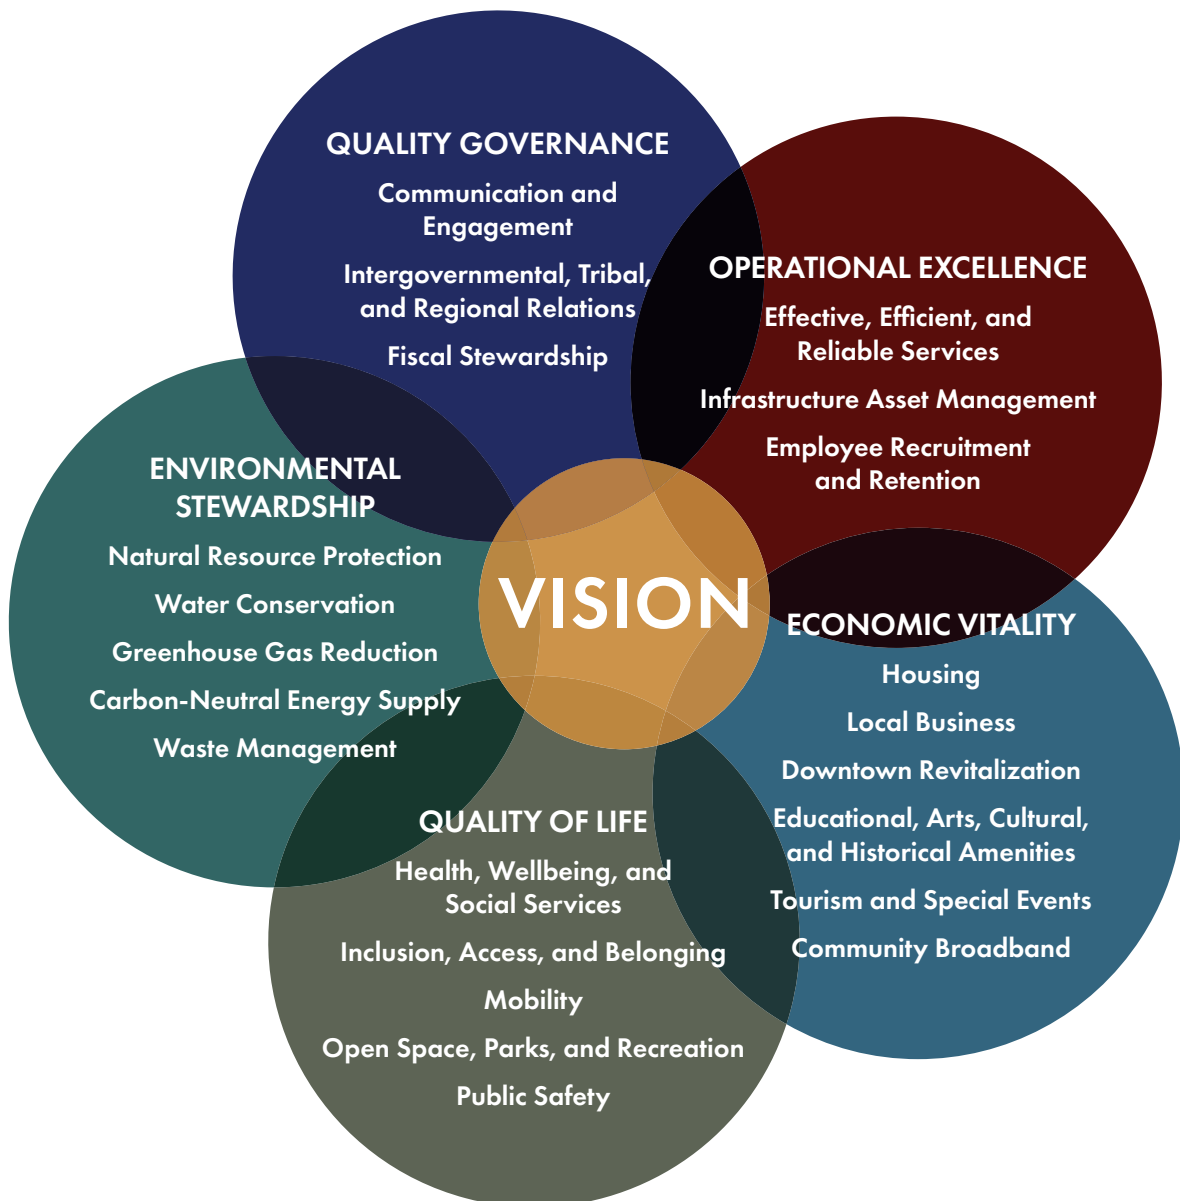 QUALITY GOVERNANCE
Communication and
Engagement
Intergovernmental, Tribal,
and Regional Relations
Fiscal Stewardship
OPERATIONAL EXCELLENCE
Effective, Efficient, and
Reliable Services
Infrastructure Asset Management
Employee Recruitment
and Retention
ENVIRONMENTAL
STEWARDSHIP
Natural Resource Protection
Water Conservation
Greenhouse Gas Reduction
Carbon-Neutral Energy Supply
Waste Management
VISION
ECONOMIC VITALITY
Housing
Local Business
Downtown Revitalization
Educational, Arts, Cultural,
and Historical Amenities
Tourism and Special Events
Community Broadband
QUALITY OF LIFE
Health, Wellbeing, and
Social Services
Inclusion, Access, and Belonging
Mobility
Open Space, Parks, and Recreation
Public Safety